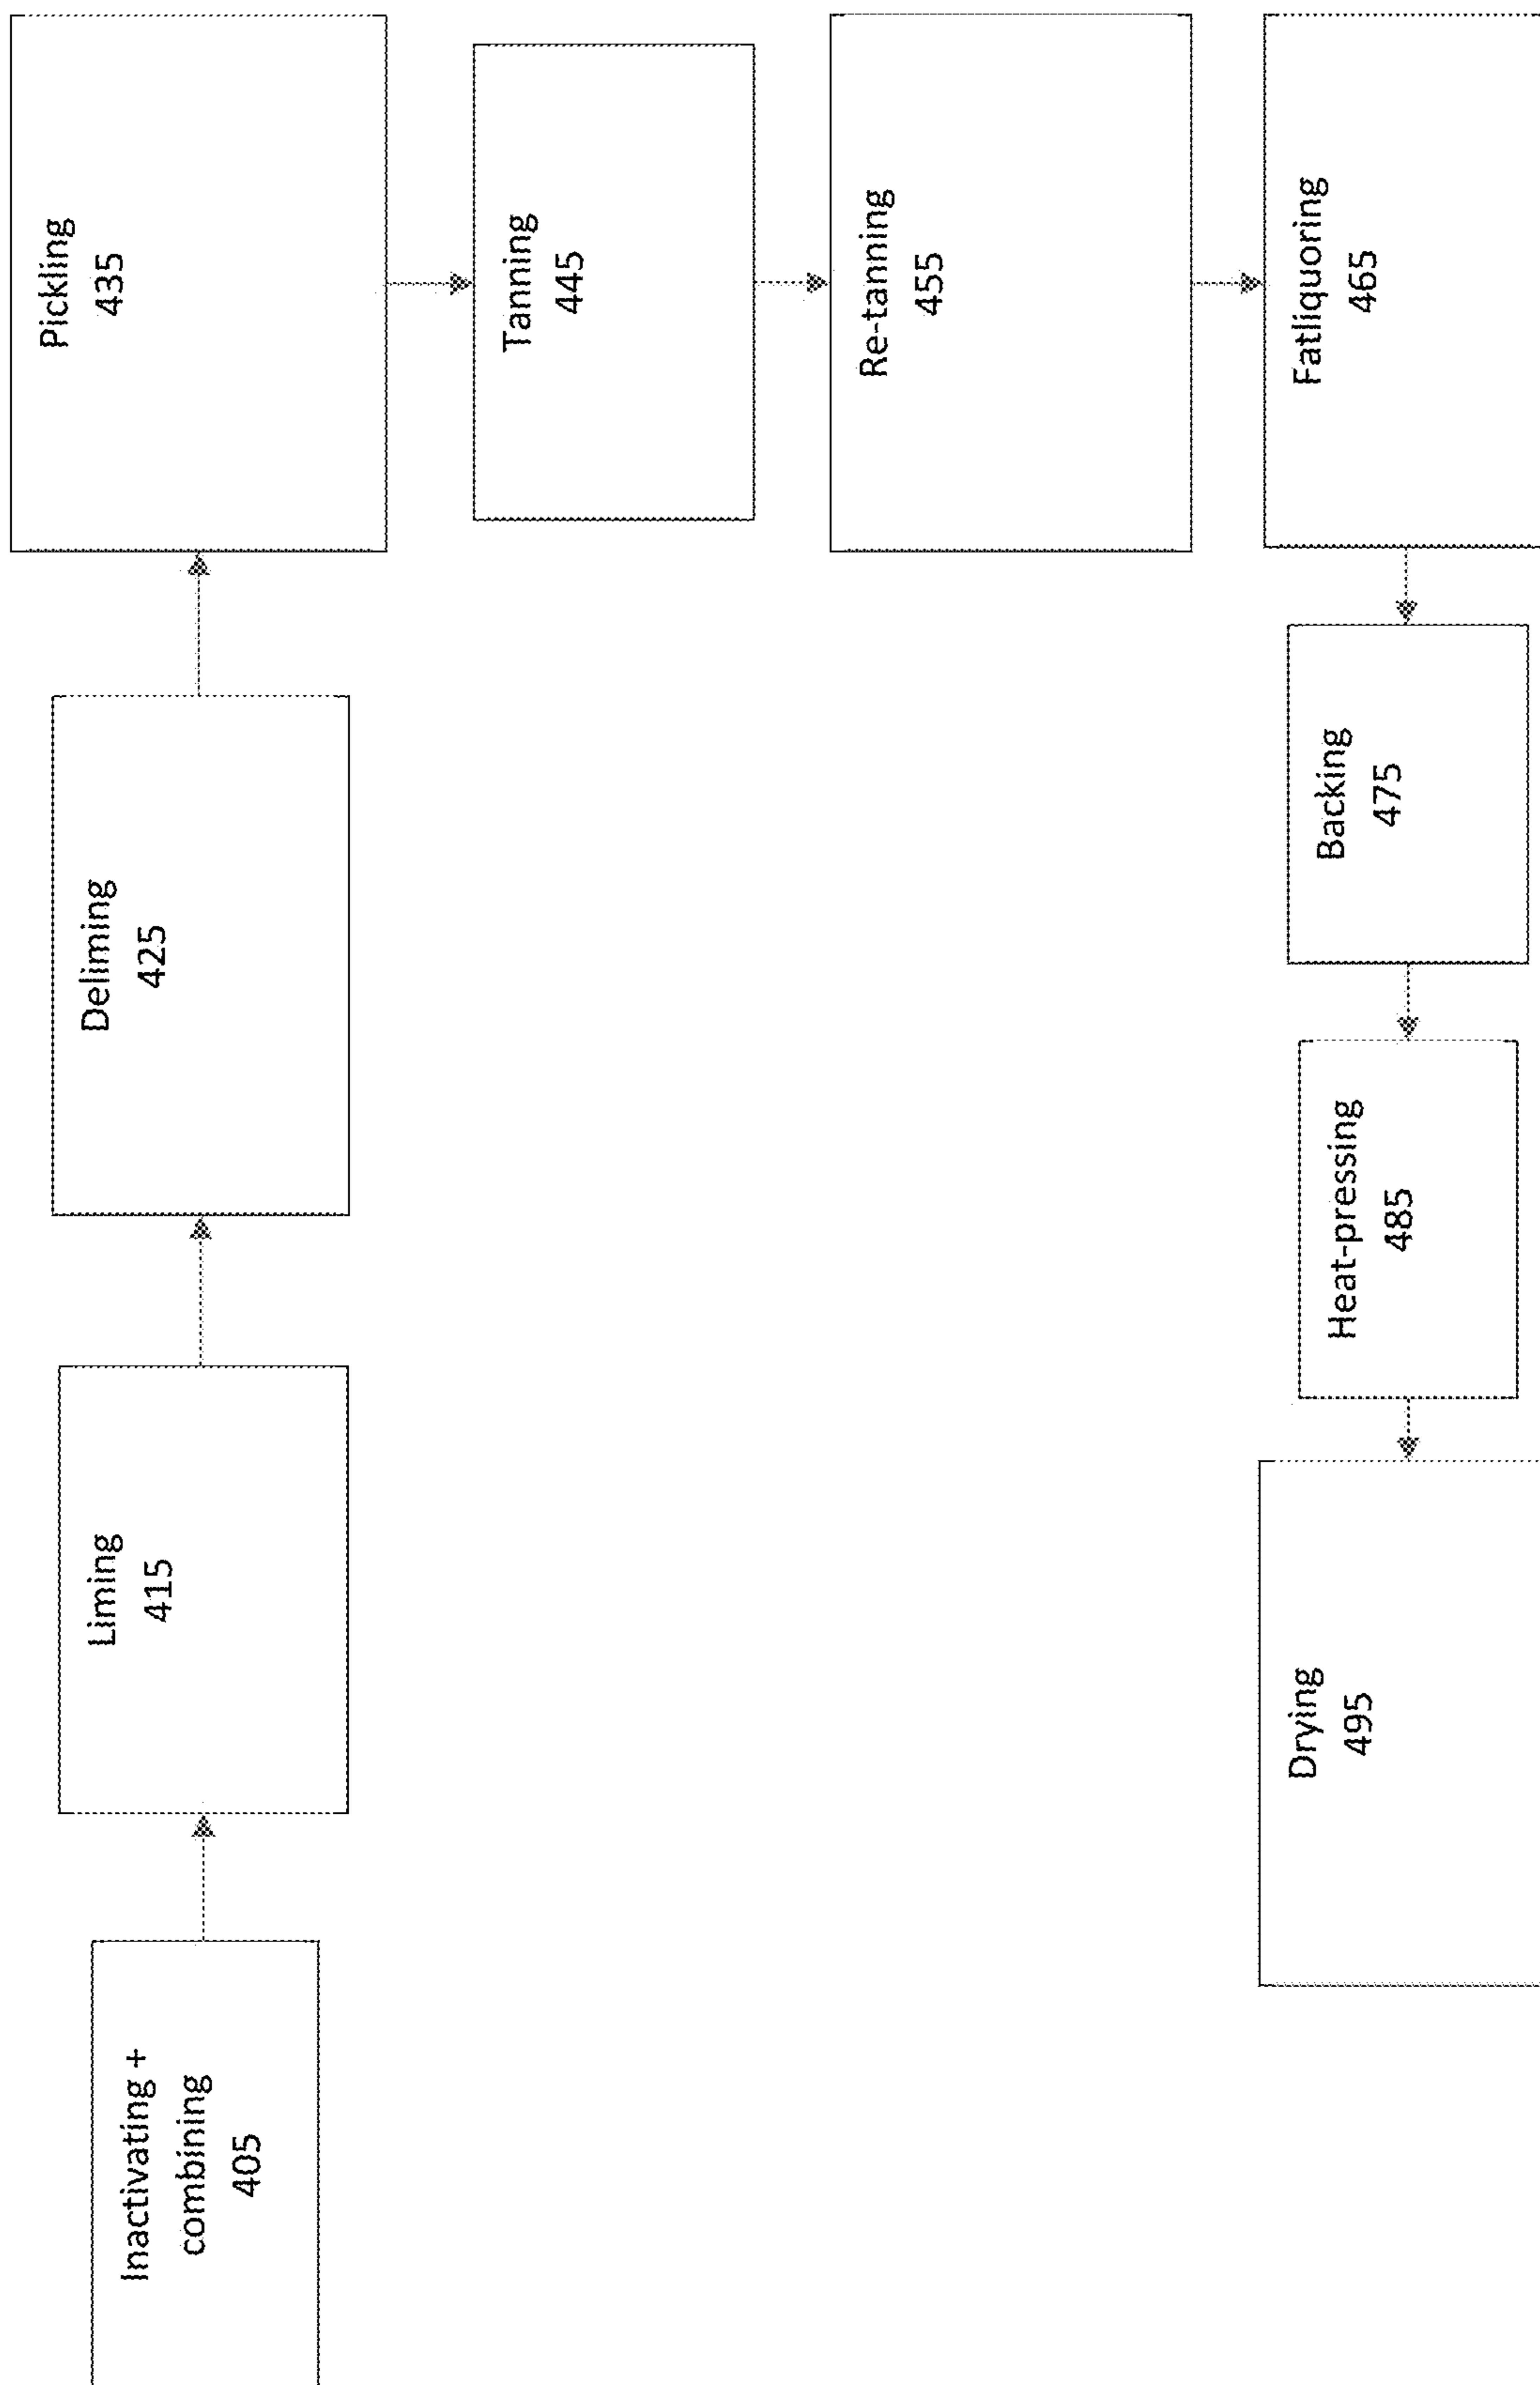 Inactivating +
combining
405
Liming
415
Deliming
425
Pickling
435
Tanning
445
Re-tanning
455
Fatliquoring
465
Backing
475
Heat-pressing
485
Drying
495